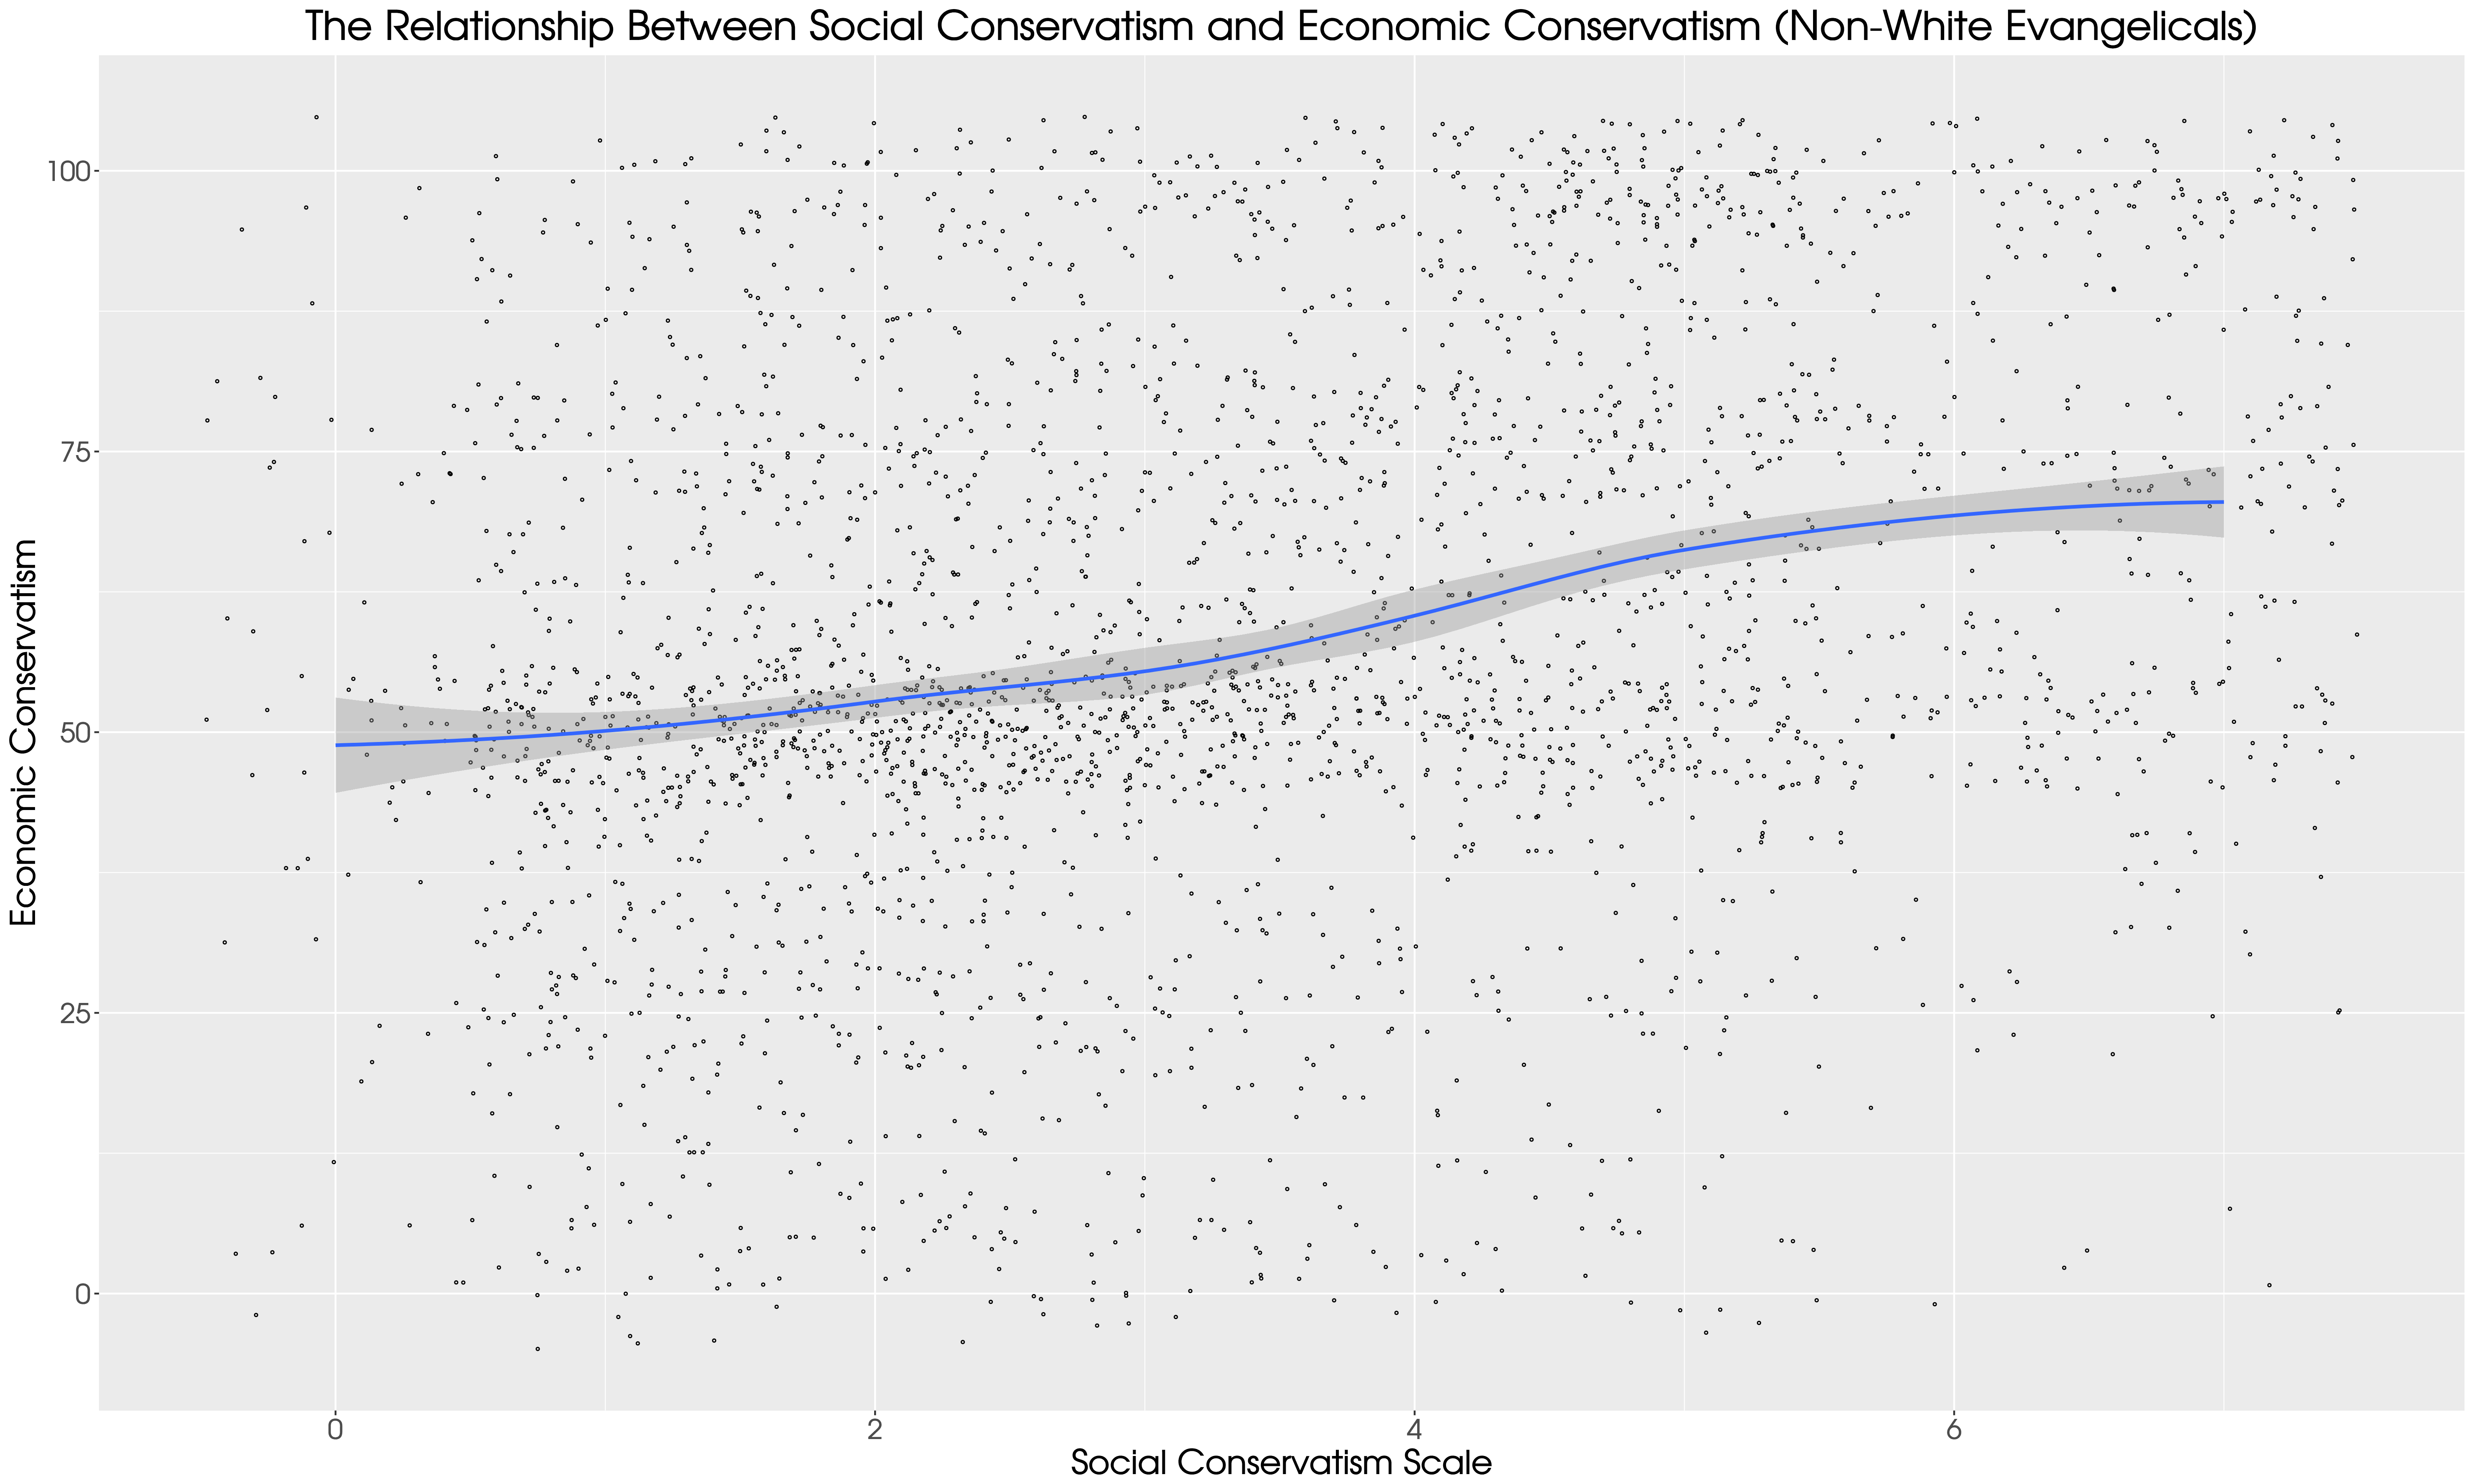 The Relationship Between Social Conservatism and Economic Conservatism (Non-White Evangelicals)
Economic Conservatism
100
75
50
25
0
0 2 4 6
Social Conservatism Scale